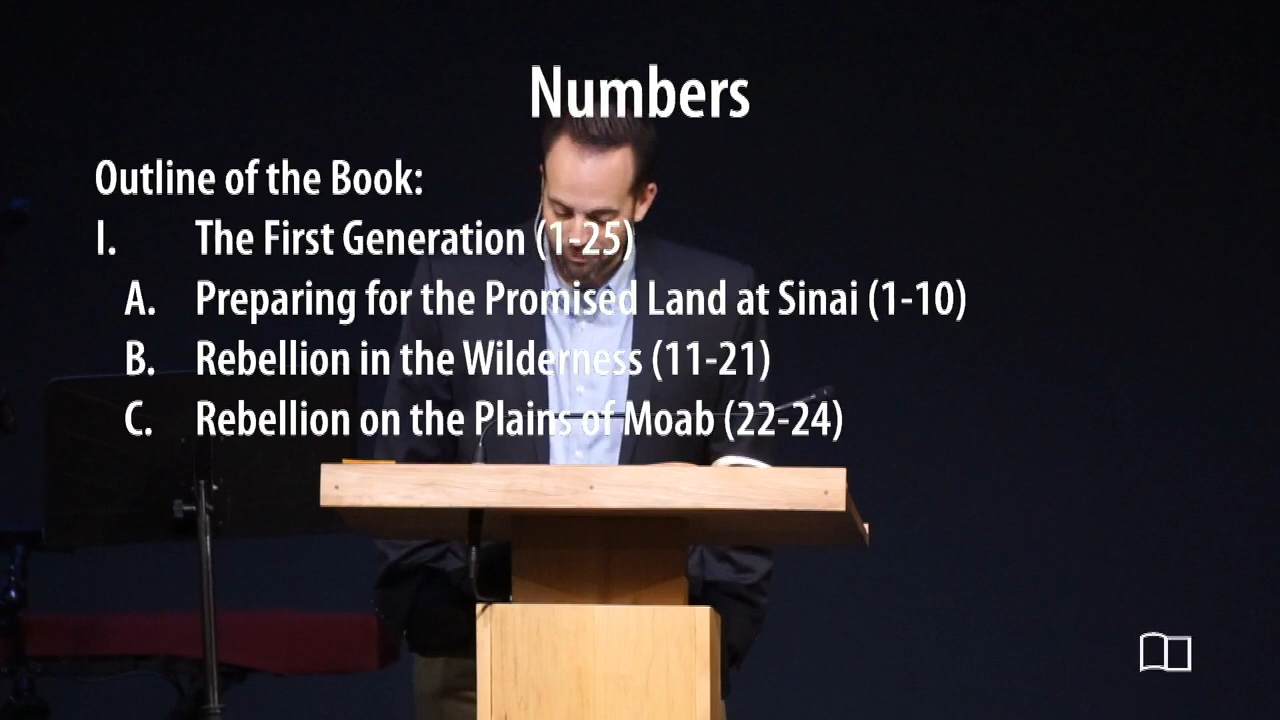 Numbers
Outline of the Book:
I. The First Generation (1-25)
A. Preparing for the Promised Land at Sinai (1-10)
B. Rebellion in the Wilderness (11-21)
C. Rebellion on the Plains of Moab (22-24)